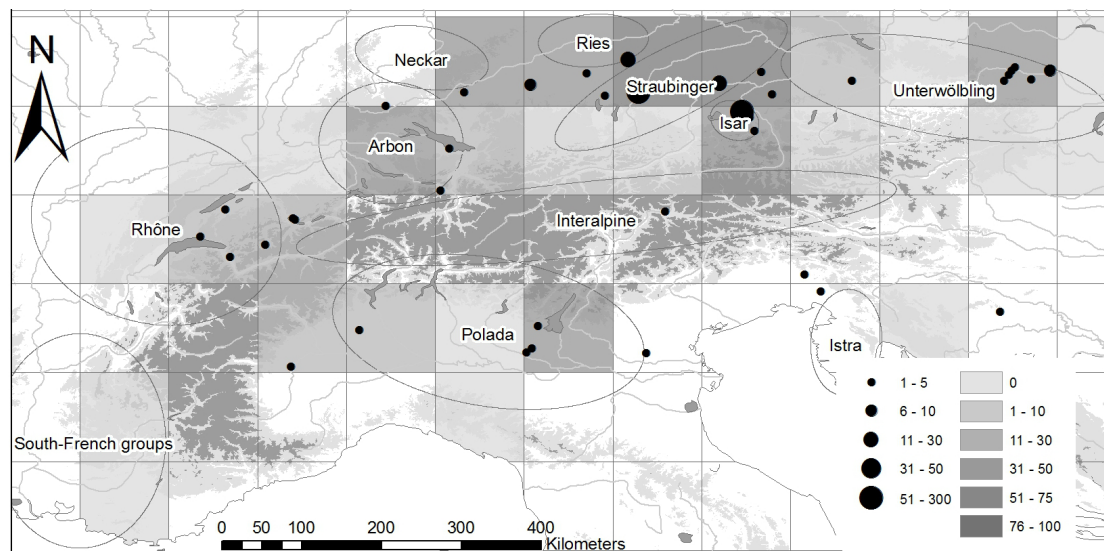 N
Neckar
Ries
Straubinger
Unterwölbling
Isar
Arbon
Rhône
Interalpine
Polada
Istra
South-French groups
1 - 5
0
6 - 10
1 - 10
11 - 30
11 - 30
31 - 50
31 - 50
51 - 300
51 - 75
76 - 100
0 50 100 200 300 400
Kilometers